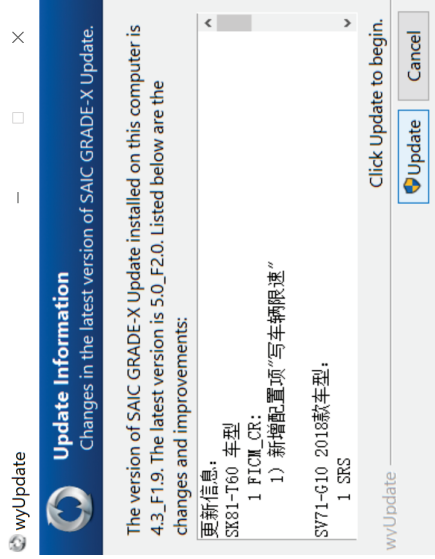 wyUpdate
Update Information
Changes in the latest version of SAIC GRADE-X Update.
The version of SAIC GRADE-X Update installed on this computer is
4.3_F1.9. The latest version is 5.0_F2.0. Listed below are the
changes and improvements:
更新信息:
SK81-T60 车型
1 FICM_CR:
1) 新增配置项"写车辆限速"
SV71-G10 2018款车型:
1 SRS
Click Update to begin.
wyUpdate
Update
Cancel